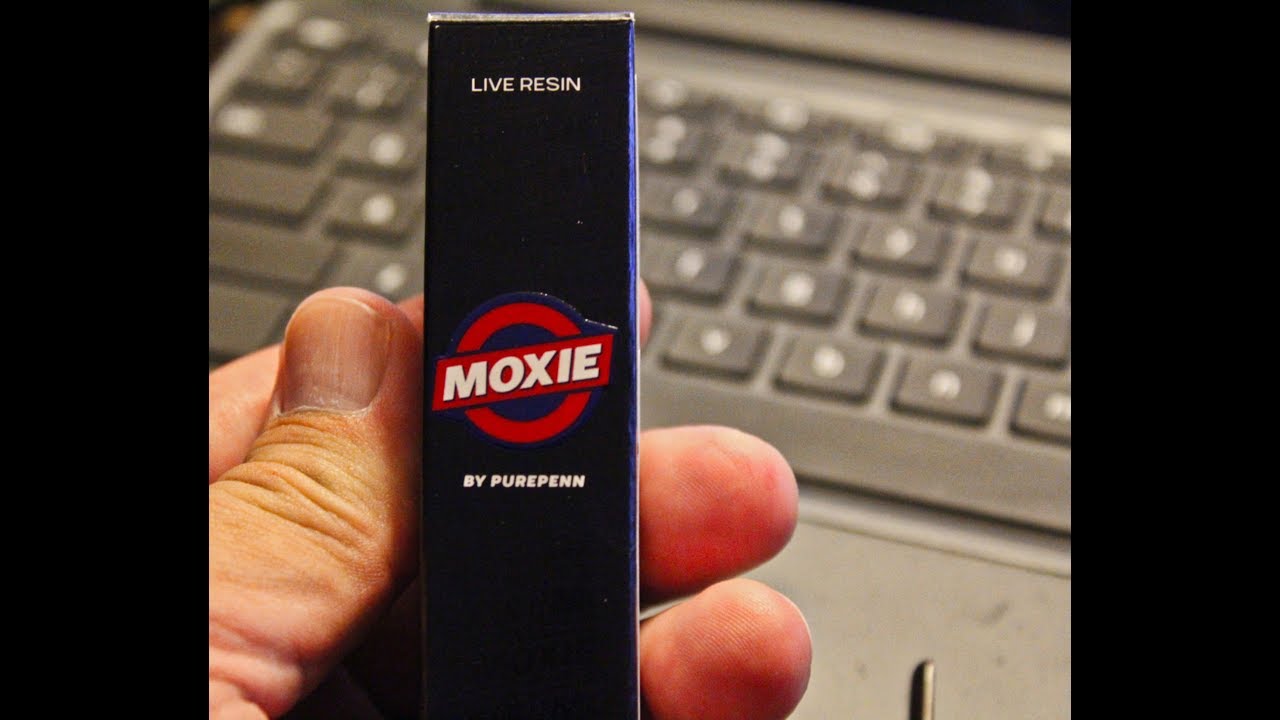 LIVE RESIN
MOXIE
BY PUREPENN